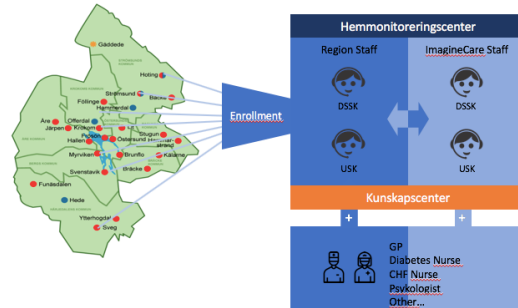 Gäddede
Hoting
Strömsund
Backe
Hammerdal
Föllinge
Offerdal
Åre
Järpen
Krokom
Hallen
Östersund
Stugun
Myrviken
Brunflo
Kälarne
Svenstavik
Bräcke
Funäsdalen
Hede
Ytterhogdal
Sveg
Enrollment
Hemmonitoreringscenter
Region Staff
ImagineCare Staff
DSSK
DSSK
USK
USK
Kunskapscenter
+
+
GP
Diabetes Nurse
CHF Nurse
Psykologist
Other...